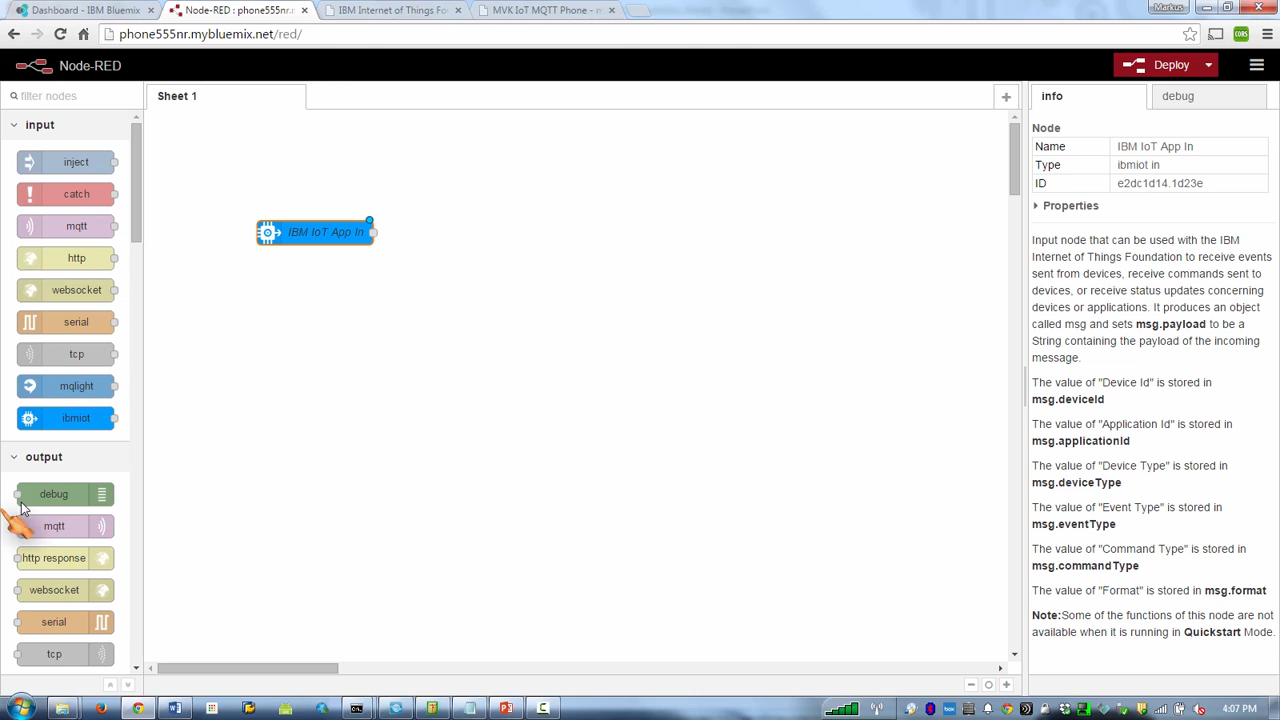 Dashboard - IBM Bluemix
Node-RED : phone555nr.
IBM Internet of Things Fou
MVK IoT MQTT Phone - m
Markus
phone555nr.mybluemix.net/red/
CORS
Node-RED
Deploy
filter nodes
Sheet 1
info
debug
input
inject
catch
mqtt
http
websocket
serial
tcp
mqlight
ibmiot
output
debug
mqtt
http response
websocket
serial
tcp
IBM IoT App In
Node
Name IBM IoT App In
Type ibmiot in
ID e2dc1d14.1d23e
Properties
Input node that can be used with the IBM
Internet of Things Foundation to receive events
sent from devices, receive commands sent to
devices, or receive status updates concerning
devices or applications. It produces an object
called msg and sets msg.payload to be a
String containing the payload of the incoming
message.
The value of "Device Id" is stored in
msg.deviceId
The value of "Application Id" is stored in
msg.applicationId
The value of "Device Type" is stored in
msg.deviceType
The value of "Event Type" is stored in
msg.eventType
The value of "Command Type" is stored in
msg.commandType
The value of "Format" is stored in msg.format
Note:Some of the functions of this node are not
available when it is running in Quickstart Mode.
4:07 PM